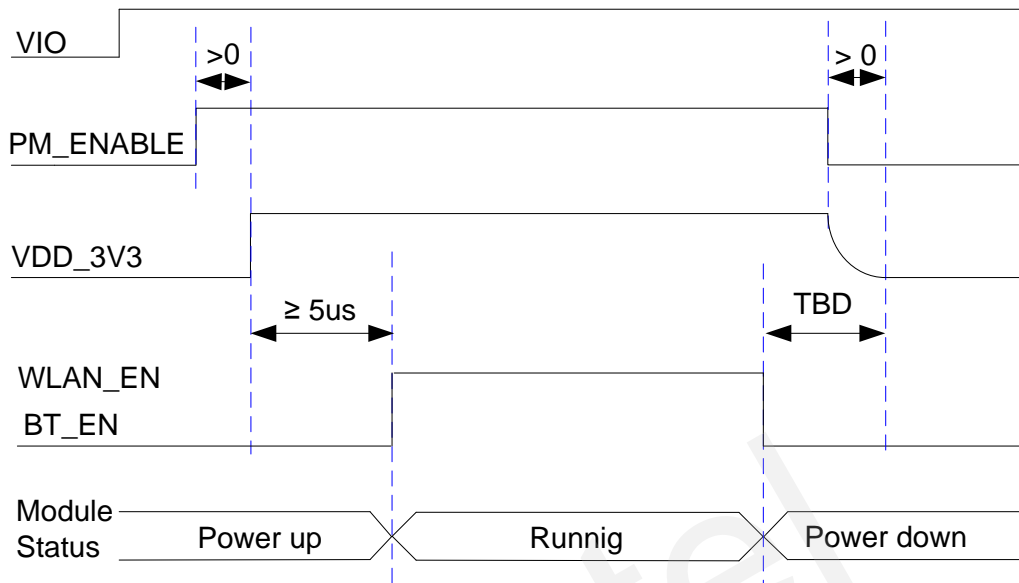 VIO
>0
> 0
PM_ENABLE
VDD_3V3
≥ 5us
TBD
WLAN_EN
BT_EN
Module
Status
Power up
Runnig
Power down